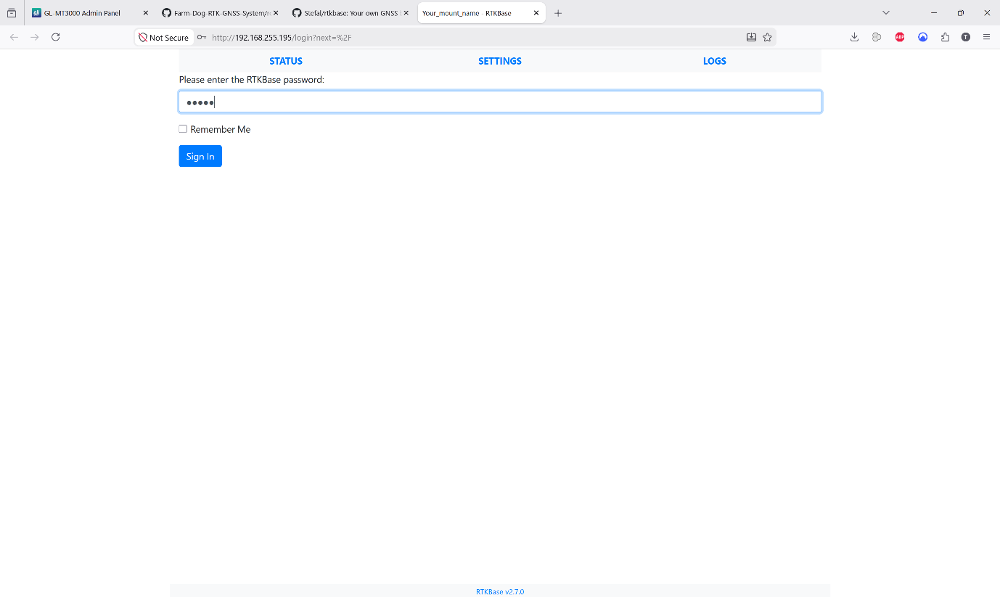 GL-MT3000 Admin Panel
Farm-Dog-RTK-GNSS-System/r
Stefal/rtkbase: Your own GNSS
Your_mount_name - RTKBase
Not Secure
http://192.168.255.195/login?next=%2F
ABP
T
STATUS SETTINGS LOGS
Please enter the RTKBase password:
Remember Me
Sign In
RTKBase v2.7.0